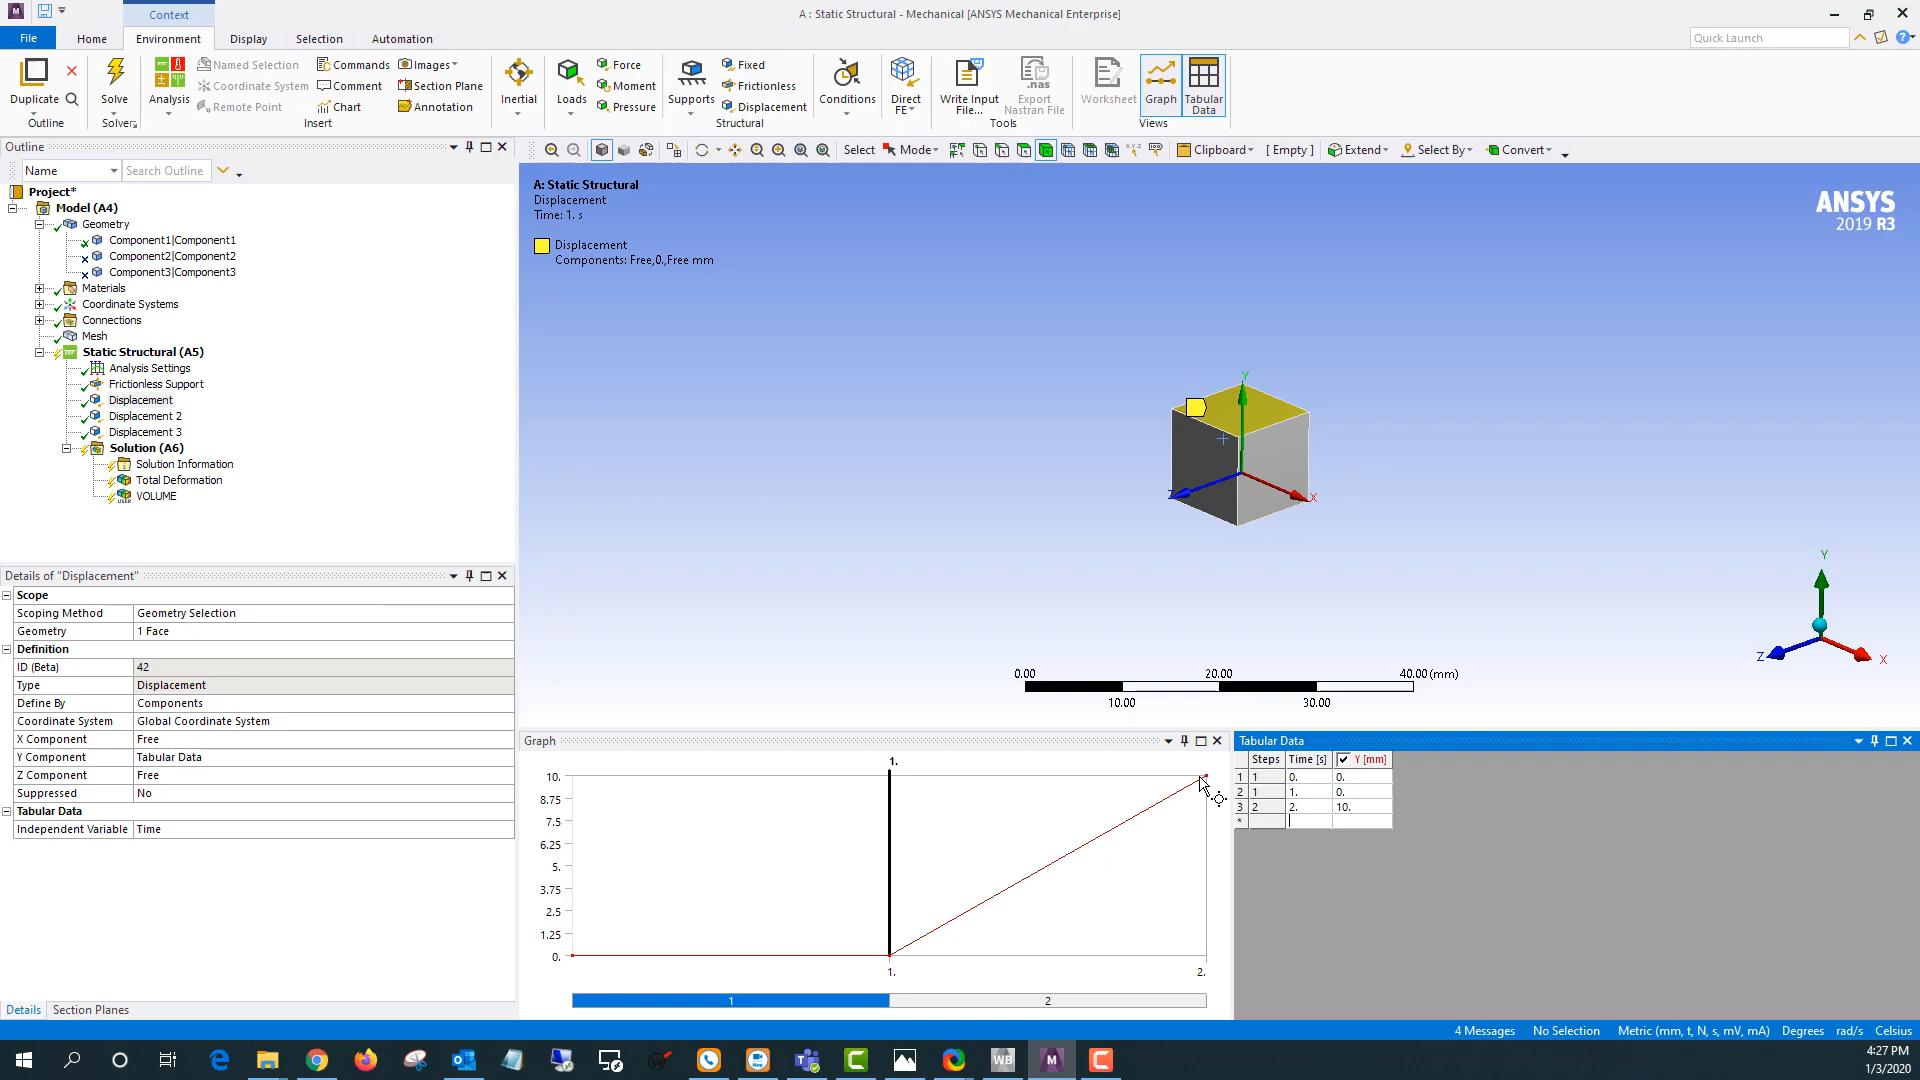 A : Static Structural - Mechanical [ANSYS Mechanical Enterprise]
Context
File
Home
Environment
Display
Selection
Automation
Quick Launch
Duplicate
Outline
Solve
Solver
Analysis
Named Selection
Coordinate System
Remote Point
Commands
Comment
Chart
Images
Section Plane
Annotation
Insert
Inertial
Loads
Force
Moment
Pressure
Supports
Fixed
Frictionless
Displacement
Structural
Conditions
Direct
FE
Write Input
File...
Export
Nastran File
.nas
Tools
Worksheet
Graph
Tabular
Data
Views
Outline
Name
Search Outline
Select
Mode
Clipboard
[ Empty ]
Extend
Select By
Convert
Project*
Model (A4)
Geometry
Component1|Component1
Component2|Component2
Component3|Component3
Materials
Coordinate Systems
Connections
Mesh
Static Structural (A5)
Analysis Settings
Frictionless Support
Displacement
Displacement 2
Displacement 3
Solution (A6)
Solution Information
Total Deformation
VOLUME
Details of "Displacement"
Scope
Scoping Method Geometry Selection
Geometry 1 Face
Definition
ID (Beta) 42
Type Displacement
Define By Components
Coordinate System Global Coordinate System
X Component Free
Y Component Tabular Data
Z Component Free
Suppressed No
Tabular Data
Independent Variable Time
Details
Section Planes
A: Static Structural
Displacement
Time: 1. s
Displacement
Components: Free,0.,Free mm
ANSYS
2019 R3
Y
Z
X
Y
Z
X
0.00 20.00 40.00 (mm)
10.00 30.00
Graph
1.
10.
8.75
7.5
6.25
5.
3.75
2.5
1.25
0.
1. 2.
1 2
Tabular Data
Steps Time [s] Y [mm]
1 1 0. 0.
2 1 1. 0.
3 2 2. 10.
*
4 Messages No Selection Metric (mm, t, N, s, mV, mA) Degrees rad/s Celsius
WB
M
4:27 PM
1/3/2020